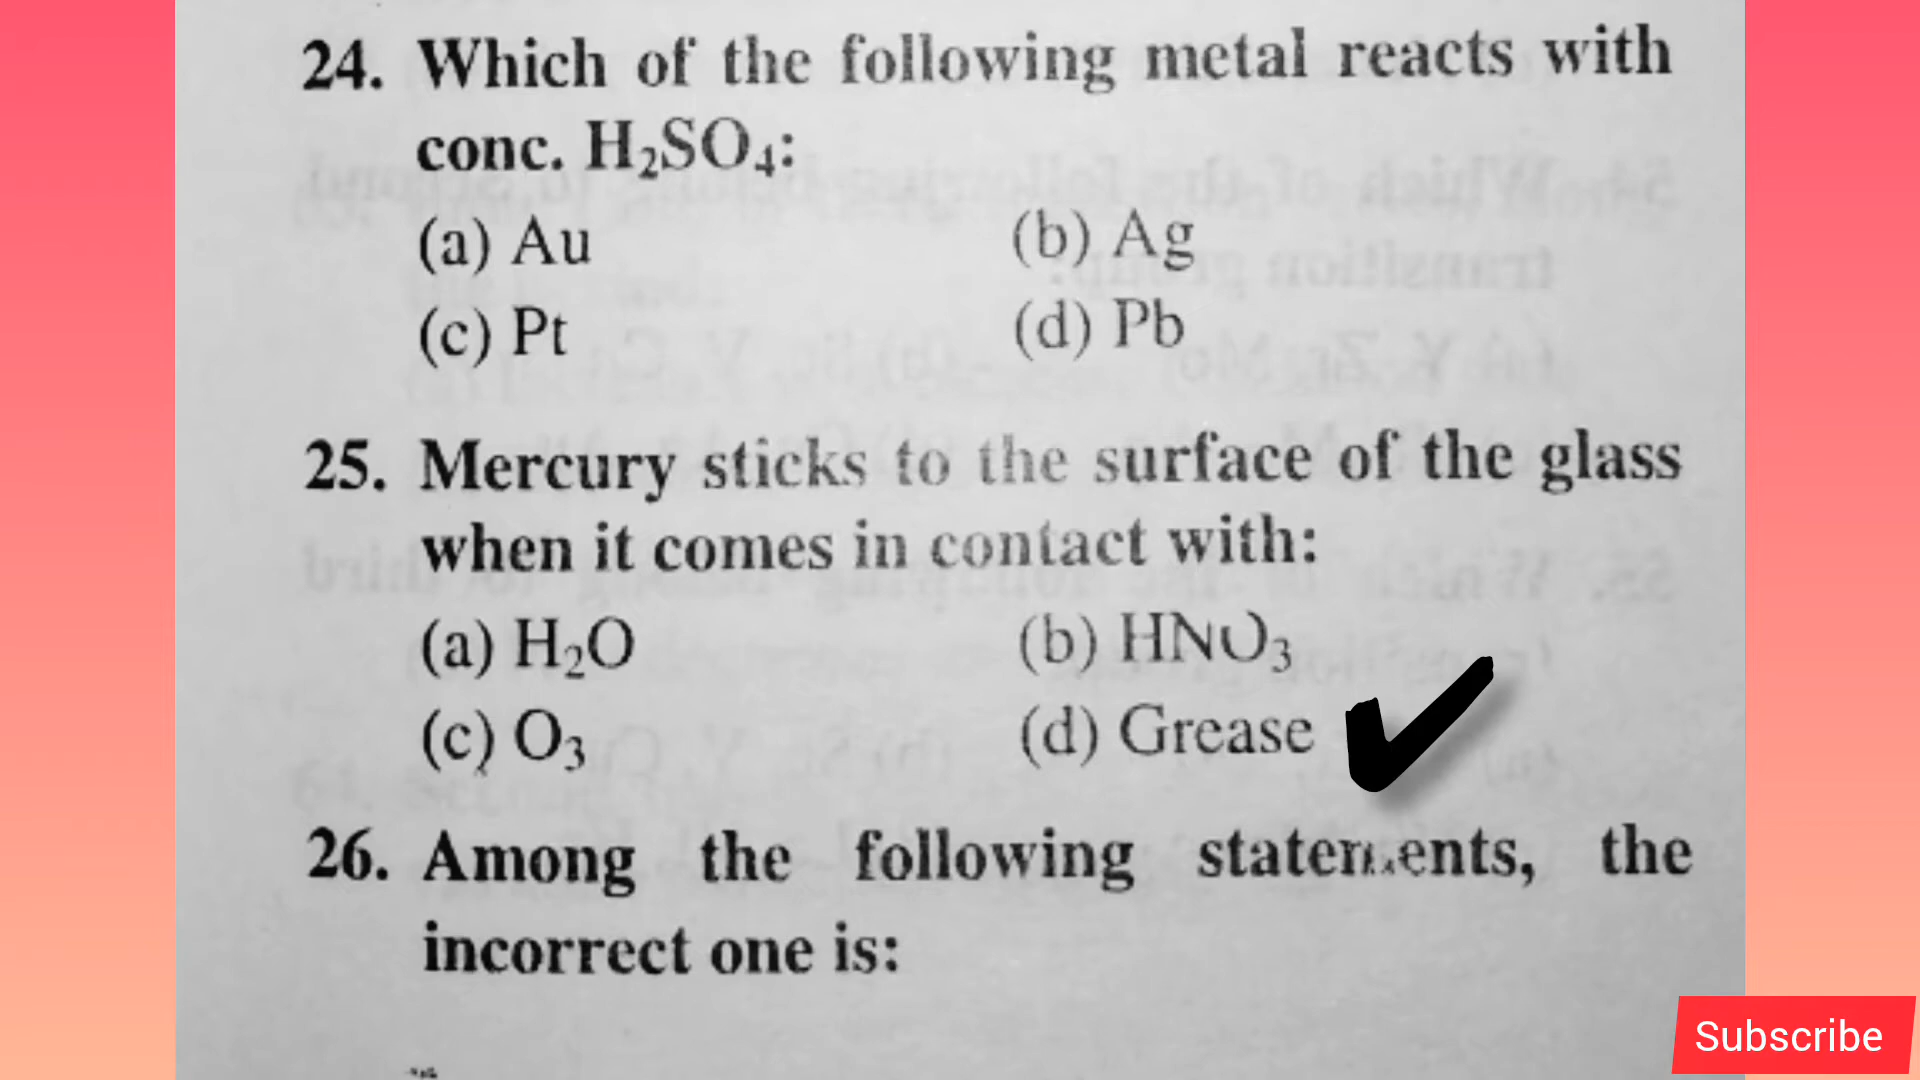 24. Which of the following metal reacts with
conc. H₂SO₄:
(a) Au (b) Ag
(c) Pt (d) Pb
25. Mercury sticks to the surface of the glass
when it comes in contact with:
(a) H₂O (b) HNO₃
(c) O₃ (d) Grease
26. Among the following statements, the
incorrect one is:
Subscribe